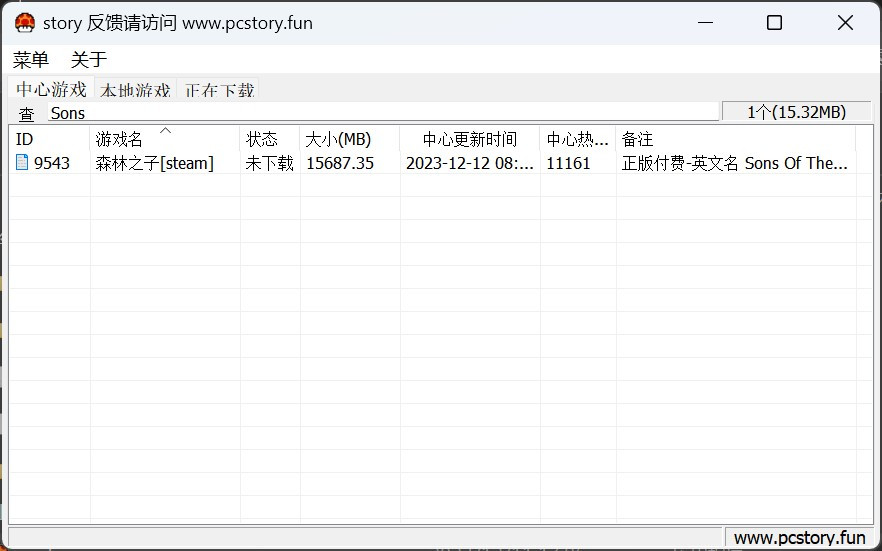 story 反馈请访问 www.pcstory.fun
菜单 关于
中心游戏 本地游戏 正在下载
查 Sons 1个(15.32MB)
ID 游戏名 状态 大小(MB) 中心更新时间 中心热... 备注
9543 森林之子[steam] 未下载 15687.35 2023-12-12 08:... 11161 正版付费-英文名 Sons Of The...
www.pcstory.fun